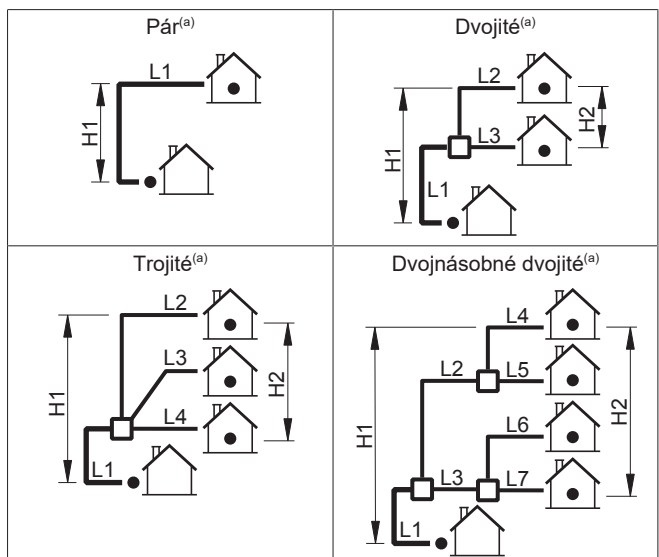 Pár(a)
L1
H1
Dvojité(a)
L2
H2
H1
L3
L1
Trojité(a)
L2
L3
H2
H1
L4
L1
Dvojnásobné dvojité(a)
L4
L2
L5
H1
H2
L6
L3
L7
L1